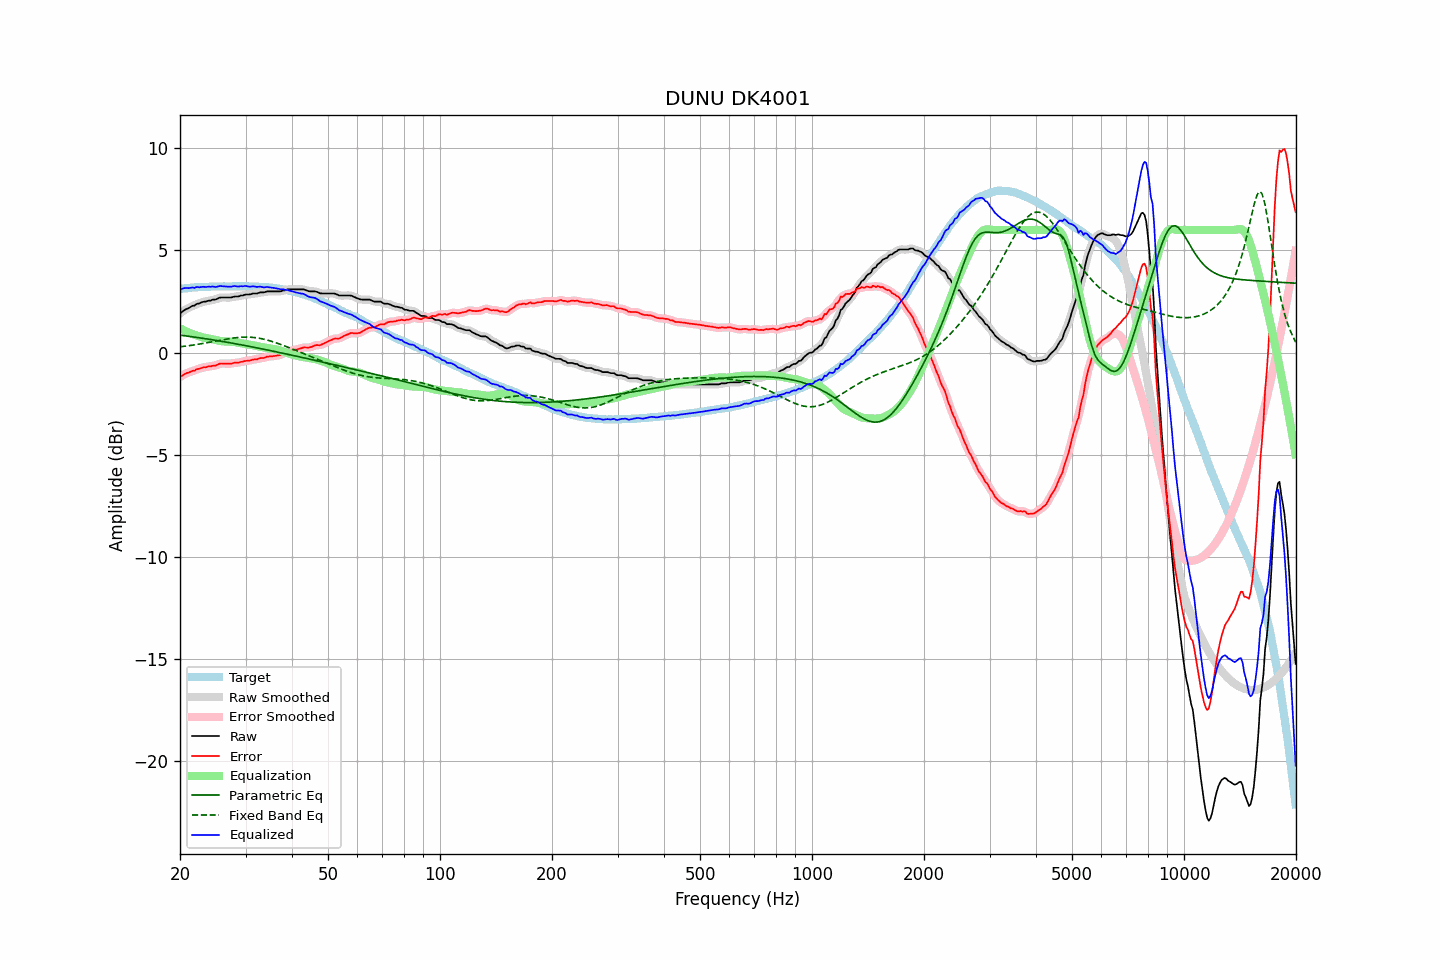 DUNU DK4001
Amplitude (dBr)
10
5
0
−5
−10
−15
−20
Target
Raw Smoothed
Error Smoothed
Raw
Error
Equalization
Parametric Eq
Fixed Band Eq
Equalized
20 50 100 200 500 1000 2000 5000 10000 20000
Frequency (Hz)